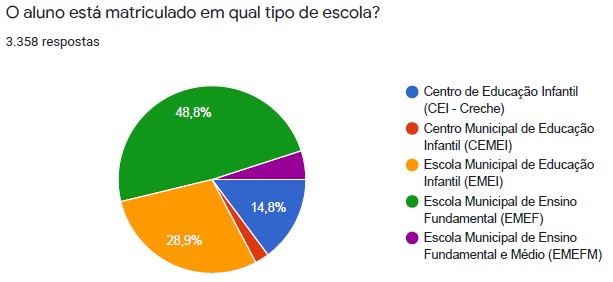 O aluno está matriculado em qual tipo de escola?
3.358 respostas
48,8%
14,8%
28,9%
Centro de Educação Infantil
(CEI - Creche)
Centro Municipal de Educação
Infantil (CEMEI)
Escola Municipal de Educação
Infantil (EMEI)
Escola Municipal de Ensino
Fundamental (EMEF)
Escola Municipal de Ensino
Fundamental e Médio (EMEFM)